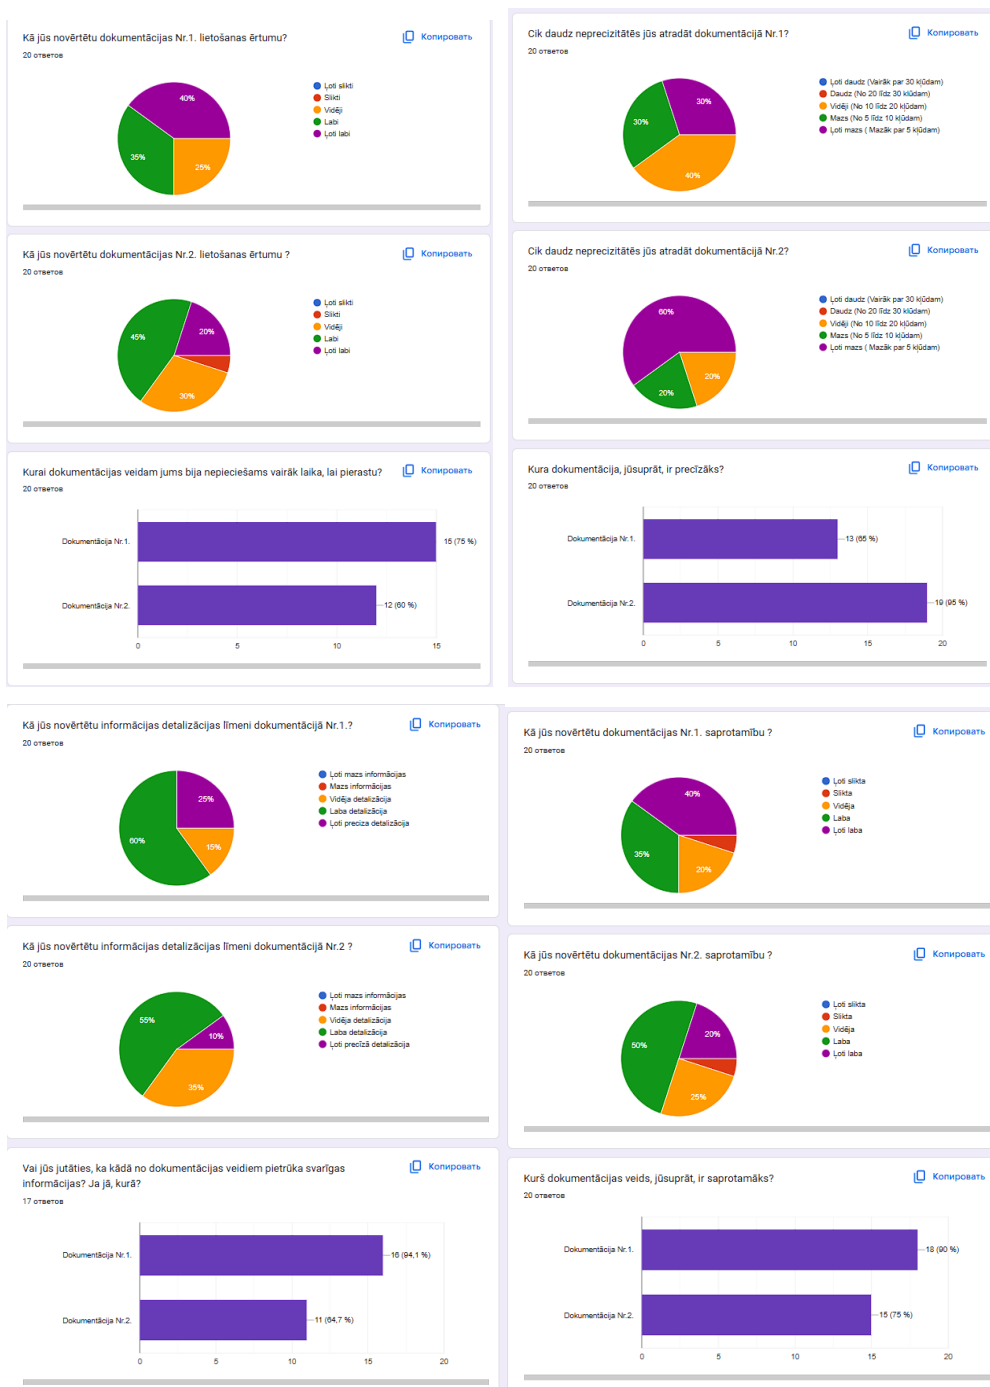 Kā jūs novērtētu dokumentācijas Nr.1. lietošanas ērtumu?
Копировать
20 ответов
Ļoti slikti
Slikti
Vidēji
Labi
Ļoti labi
40%
35%
25%
Kā jūs novērtētu dokumentācijas Nr.2. lietošanas ērtumu ?
Копировать
20 ответов
Ļoti slikti
Slikti
Vidēji
Labi
Ļoti labi
45%
20%
30%
Kurai dokumentācijas veidam jums bija nepieciešams vairāk laika, lai pierastu?
Копировать
20 ответов
Dokumentācija Nr.1.
15 (75 %)
Dokumentācija Nr.2.
12 (60 %)
0
5
10
15
Cik daudz neprecizitātēs jūs atradāt dokumentācijā Nr.1?
Копировать
20 ответов
Ļoti daudz (Vairāk par 30 kļūdam)
Daudz (No 20 līdz 30 klūdam)
Vidēji (No 10 līdz 20 kļūdam)
Mazs (No 5 līdz 10 kļūdam)
Ļoti mazs ( Mazāk par 5 kļūdam)
30%
30%
40%
Cik daudz neprecizitātēs jūs atradāt dokumentācijā Nr.2?
Копировать
20 ответов
Ļoti daudz (Vairāk par 30 kļūdam)
Daudz (No 20 līdz 30 klūdam)
Vidēji (No 10 līdz 20 kļūdam)
Mazs (No 5 līdz 10 kļūdam)
Ļoti mazs ( Mazāk par 5 kļūdam)
60%
20%
20%
Kura dokumentācija, jūsuprāt, ir precīzāks?
Копировать
20 ответов
Dokumentācija Nr.1.
13 (65 %)
Dokumentācija Nr.2.
19 (95 %)
0
5
10
15
20
Kā jūs novērtētu informācijas detalizācijas līmeni dokumentācijā Nr.1.?
Копировать
20 ответов
Ļoti mazs informācijas
Mazs informācijas
Vidēja detalizācija
Laba detalizācija
Ļoti preciza detalizācija
25%
60%
15%
Kā jūs novērtētu informācijas detalizācijas līmeni dokumentācijā Nr.2 ?
Копировать
20 ответов
Ļoti mazs informācijas
Mazs informācijas
Vidēja detalizācija
Laba detalizācija
Ļoti precīzā detalizācija
55%
10%
35%
Vai jūs jutāties, ka kādā no dokumentācijas veidiem pietrūka svarīgas
informācijas? Ja jā, kurā?
Копировать
17 ответов
Dokumentācija Nr.1.
16 (94,1 %)
Dokumentācija Nr.2.
11 (64,7 %)
0
5
10
15
20
Kā jūs novērtētu dokumentācijas Nr.1. saprotamību ?
Копировать
20 ответов
Ļoti slikta
Slikta
Vidēja
Laba
Ļoti laba
40%
35%
20%
Kā jūs novērtētu dokumentācijas Nr.2. saprotamību ?
Копировать
20 ответов
Ļoti slikta
Slikta
Vidēja
Laba
Ļoti laba
50%
20%
25%
Kurš dokumentācijas veids, jūsuprāt, ir saprotamāks?
Копировать
20 ответов
Dokumentācija Nr.1.
18 (90 %)
Dokumentācija Nr.2.
15 (75 %)
0
5
10
15
20